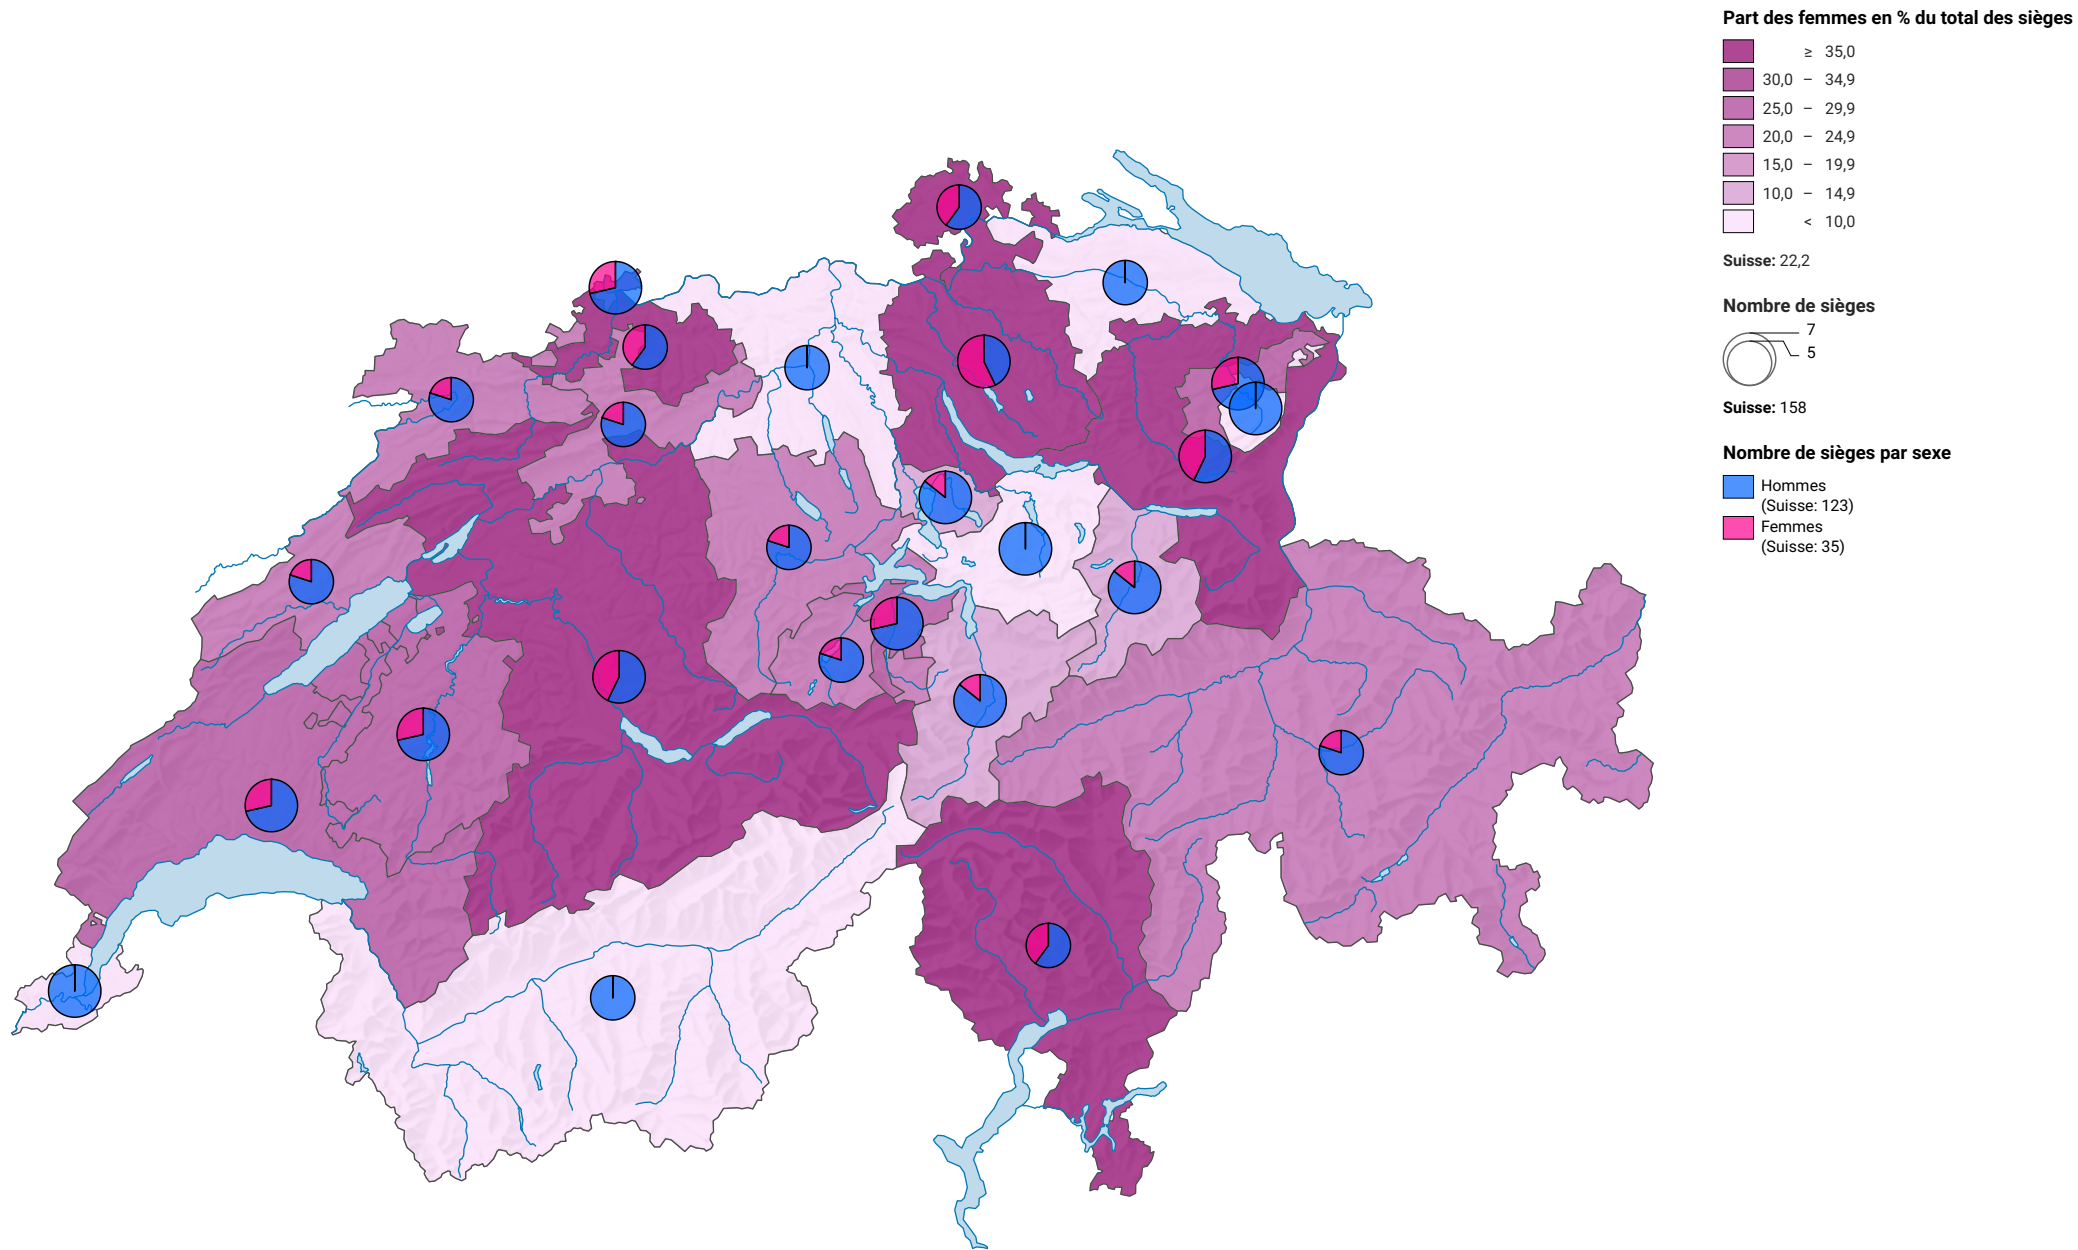 Part des femmes en % du total des sièges
≥ 35,0
30,0 – 34,9
25,0 – 29,9
20,0 – 24,9
15,0 – 19,9
10,0 – 14,9
< 10,0
Suisse: 22,2
Nombre de sièges
7
5
Suisse: 158
Nombre de sièges par sexe
Hommes
(Suisse: 123)
Femmes
(Suisse: 35)